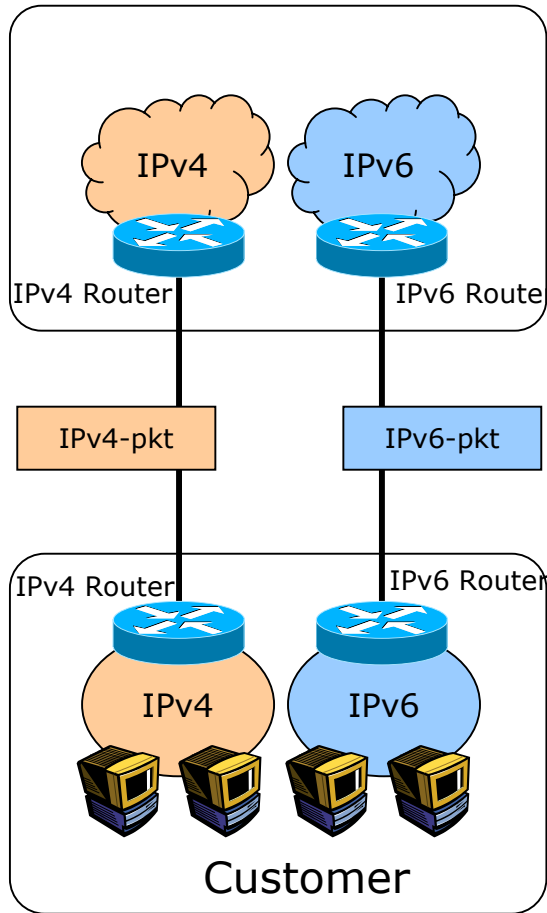 IPv4
IPv6
IPv4 Router
IPv6 Route
IPv4-pkt
IPv6-pkt
IPv4 Router
IPv6 Router
IPv4
IPv6
Customer